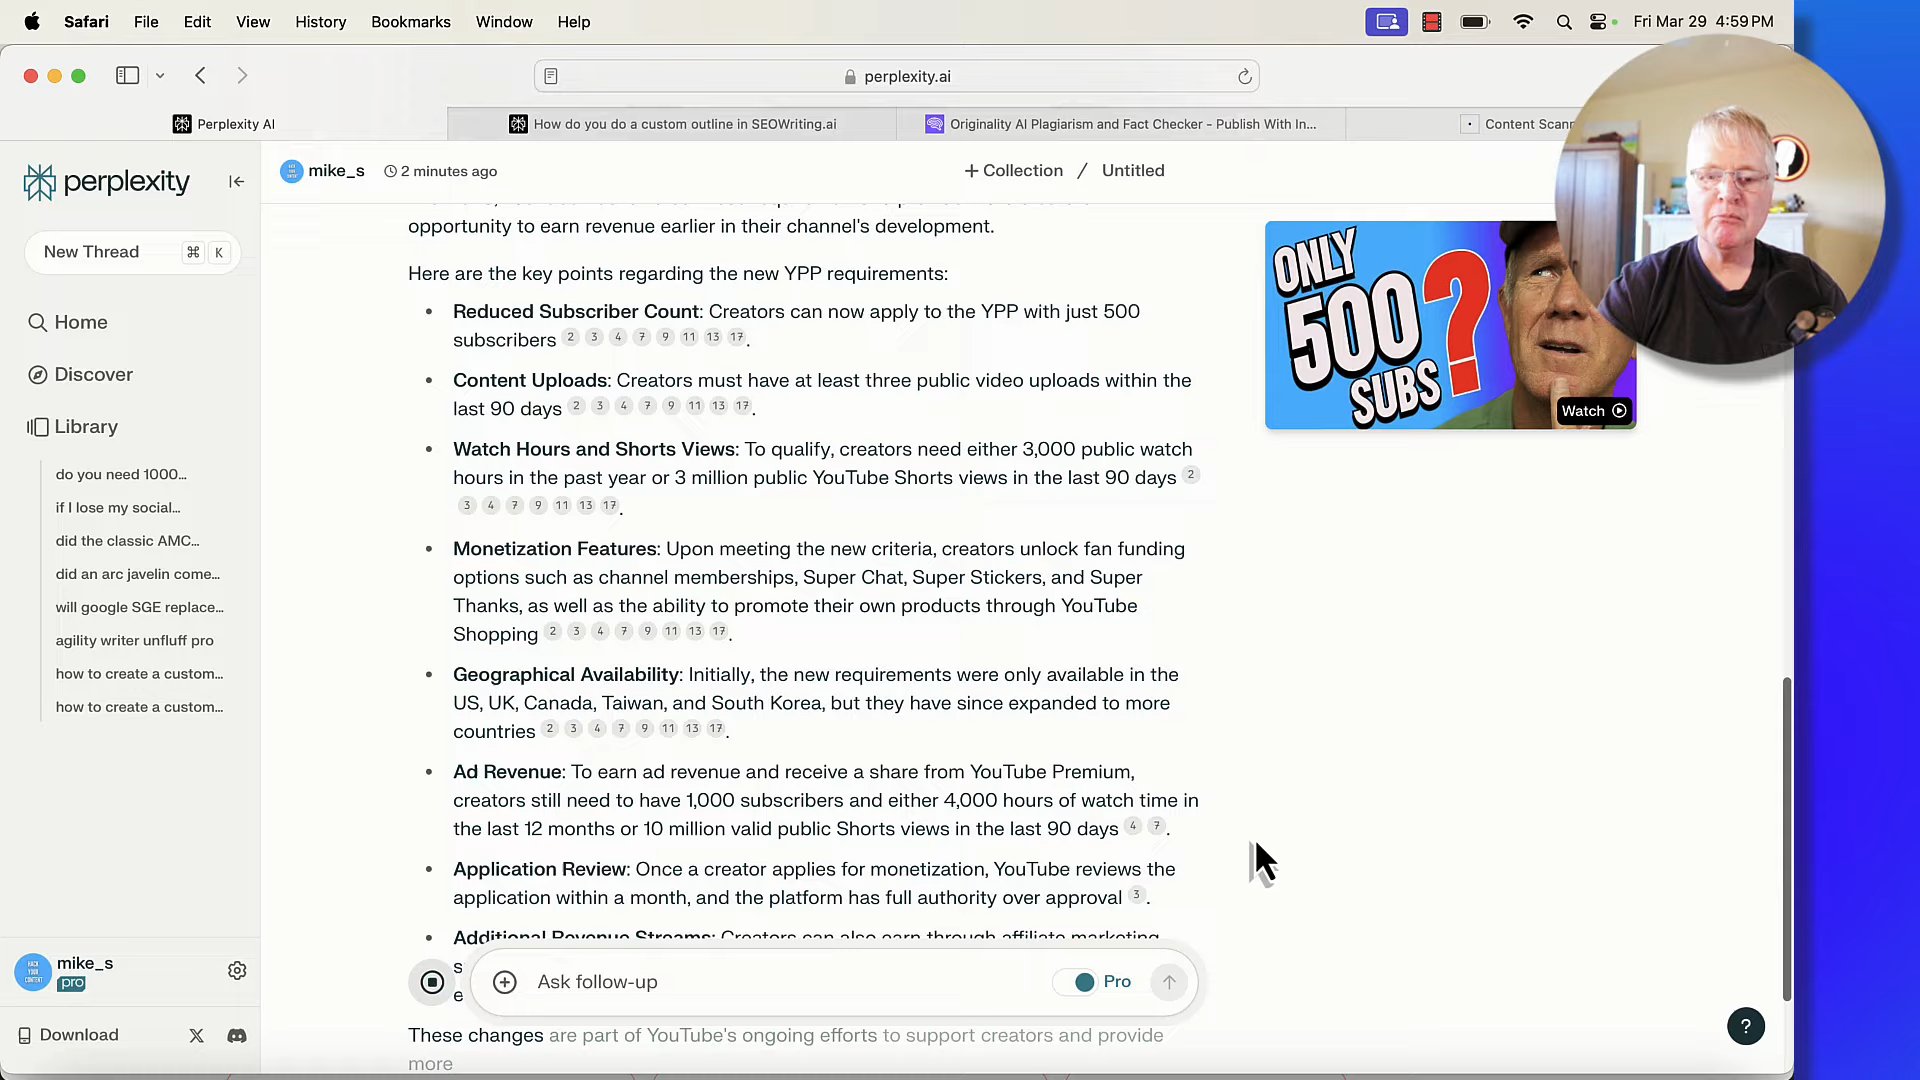 Safari File Edit View History Bookmarks Window Help Fri Mar 29 4:59 PM
perplexity.ai
Perplexity AI How do you do a custom outline in SEOWriting.ai Originality AI Plagiarism and Fact Checker - Publish With In... Content Scann
perplexity
New Thread ⌘ K
Home
Discover
Library
do you need 1000...
if I lose my social...
did the classic AMC...
did an arc javelin come...
will google SGE replace...
agility writer unfluff pro
how to create a custom...
how to create a custom...
mike_s
pro
Download
mike_s 2 minutes ago + Collection / Untitled
opportunity to earn revenue earlier in their channel's development.
Here are the key points regarding the new YPP requirements:
• Reduced Subscriber Count: Creators can now apply to the YPP with just 500
subscribers 2 3 4 7 9 11 13 17.
• Content Uploads: Creators must have at least three public video uploads within the
last 90 days 2 3 4 7 9 11 13 17.
• Watch Hours and Shorts Views: To qualify, creators need either 3,000 public watch
hours in the past year or 3 million public YouTube Shorts views in the last 90 days 2
3 4 7 9 11 13 17.
• Monetization Features: Upon meeting the new criteria, creators unlock fan funding
options such as channel memberships, Super Chat, Super Stickers, and Super
Thanks, as well as the ability to promote their own products through YouTube
Shopping 2 3 4 7 9 11 13 17.
• Geographical Availability: Initially, the new requirements were only available in the
US, UK, Canada, Taiwan, and South Korea, but they have since expanded to more
countries 2 3 4 7 9 11 13 17.
• Ad Revenue: To earn ad revenue and receive a share from YouTube Premium,
creators still need to have 1,000 subscribers and either 4,000 hours of watch time in
the last 12 months or 10 million valid public Shorts views in the last 90 days 4 7.
• Application Review: Once a creator applies for monetization, YouTube reviews the
application within a month, and the platform has full authority over approval 3.
• Additional Revenue Streams: Creators can also earn through affiliate marketing,
s
e
Ask follow-up Pro
These changes are part of YouTube's ongoing efforts to support creators and provide
more
ONLY
500
SUBS
?
Watch
?